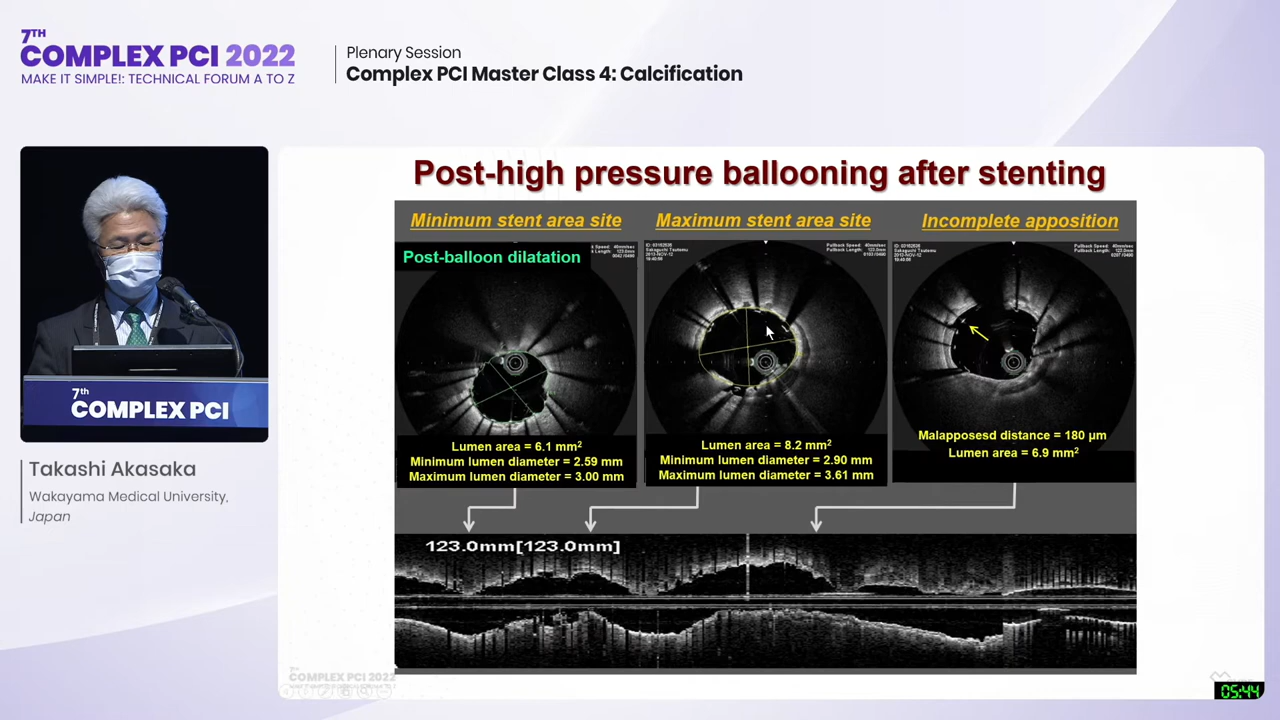 7TH
COMPLEX PCI 2022
MAKE IT SIMPLE!: TECHNICAL FORUM A TO Z
Plenary Session
Complex PCI Master Class 4: Calcification
Post-high pressure ballooning after stenting
Minimum stent area site
Maximum stent area site
Incomplete apposition
Post-balloon dilatation
Lumen area = 6.1 mm²
Minimum lumen diameter = 2.59 mm
Maximum lumen diameter = 3.00 mm
Lumen area = 8.2 mm²
Minimum lumen diameter = 2.90 mm
Maximum lumen diameter = 3.61 mm
Malapposesd distance = 180 µm
Lumen area = 6.9 mm²
123.0mm[123.0mm]
7th
COMPLEX PCI
Takashi Akasaka
Wakayama Medical University,
Japan
7TH
COMPLEX PCI 2022
05:44